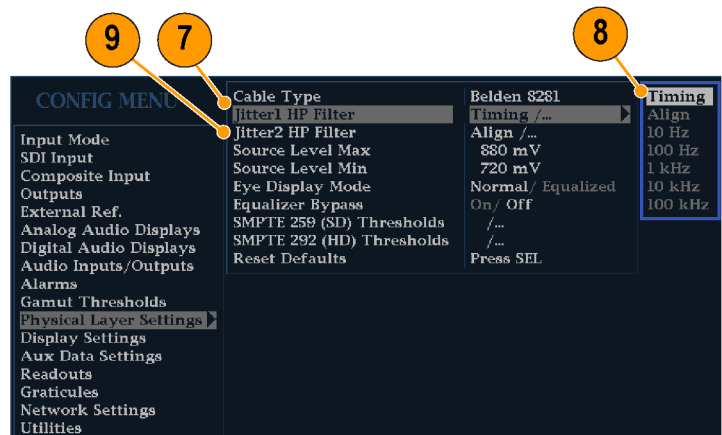 9
7
8
CONFIG MENU
Input Mode
SDI Input
Composite Input
Outputs
External Ref.
Analog Audio Displays
Digital Audio Displays
Audio Inputs/Outputs
Alarms
Gamut Thresholds
Physical Layer Settings
Display Settings
Aux Data Settings
Readouts
Graticules
Network Settings
Utilities
Cable Type Belden 8281
Jitter1 HP Filter Timing /...
Jitter2 HP Filter Align /...
Source Level Max 880 mV
Source Level Min 720 mV
Eye Display Mode Normal/ Equalized
Equalizer Bypass On/ Off
SMPTE 259 (SD) Thresholds /...
SMPTE 292 (HD) Thresholds /...
Reset Defaults Press SEL
Timing
Align
10 Hz
100 Hz
1 kHz
10 kHz
100 kHz